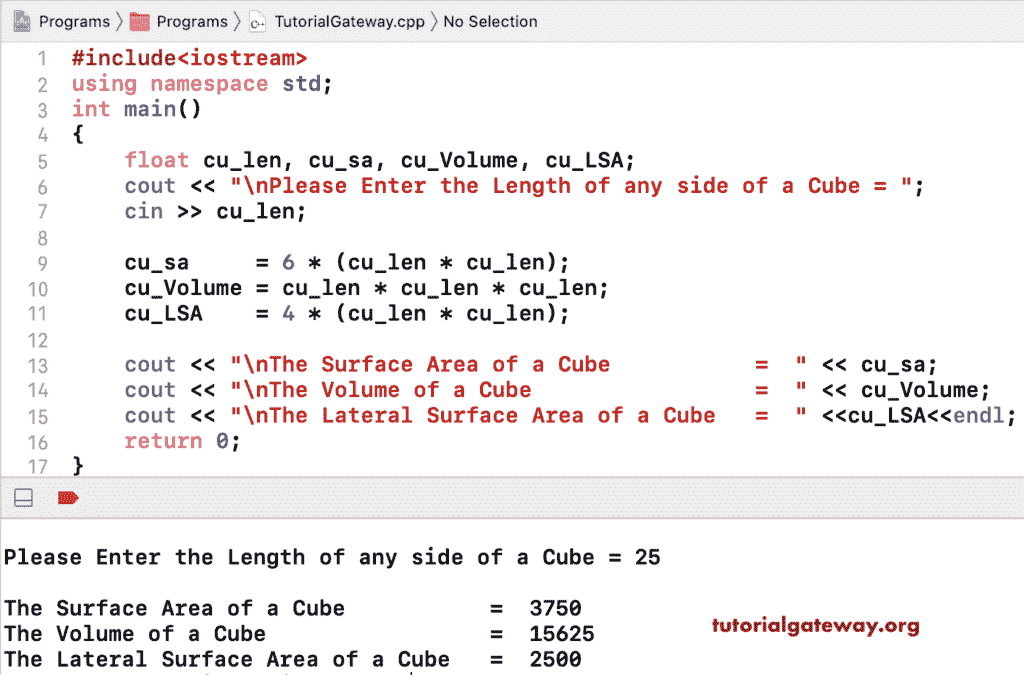 Programs 〉 Programs 〉 TutorialGateway.cpp 〉 No Selection
1 #include<iostream>
2 using namespace std;
3 int main()
4 {
5     float cu_len, cu_sa, cu_Volume, cu_LSA;
6     cout << "\nPlease Enter the Length of any side of a Cube = ";
7     cin >> cu_len;
8
9     cu_sa     = 6 * (cu_len * cu_len);
10     cu_Volume = cu_len * cu_len * cu_len;
11     cu_LSA    = 4 * (cu_len * cu_len);
12
13     cout << "\nThe Surface Area of a Cube           =  " << cu_sa;
14     cout << "\nThe Volume of a Cube                 =  " << cu_Volume;
15     cout << "\nThe Lateral Surface Area of a Cube   =  " <<cu_LSA<<endl;
16     return 0;
17 }
Please Enter the Length of any side of a Cube = 25
The Surface Area of a Cube           =  3750
The Volume of a Cube                 =  15625
The Lateral Surface Area of a Cube   =  2500
tutorialgateway.org